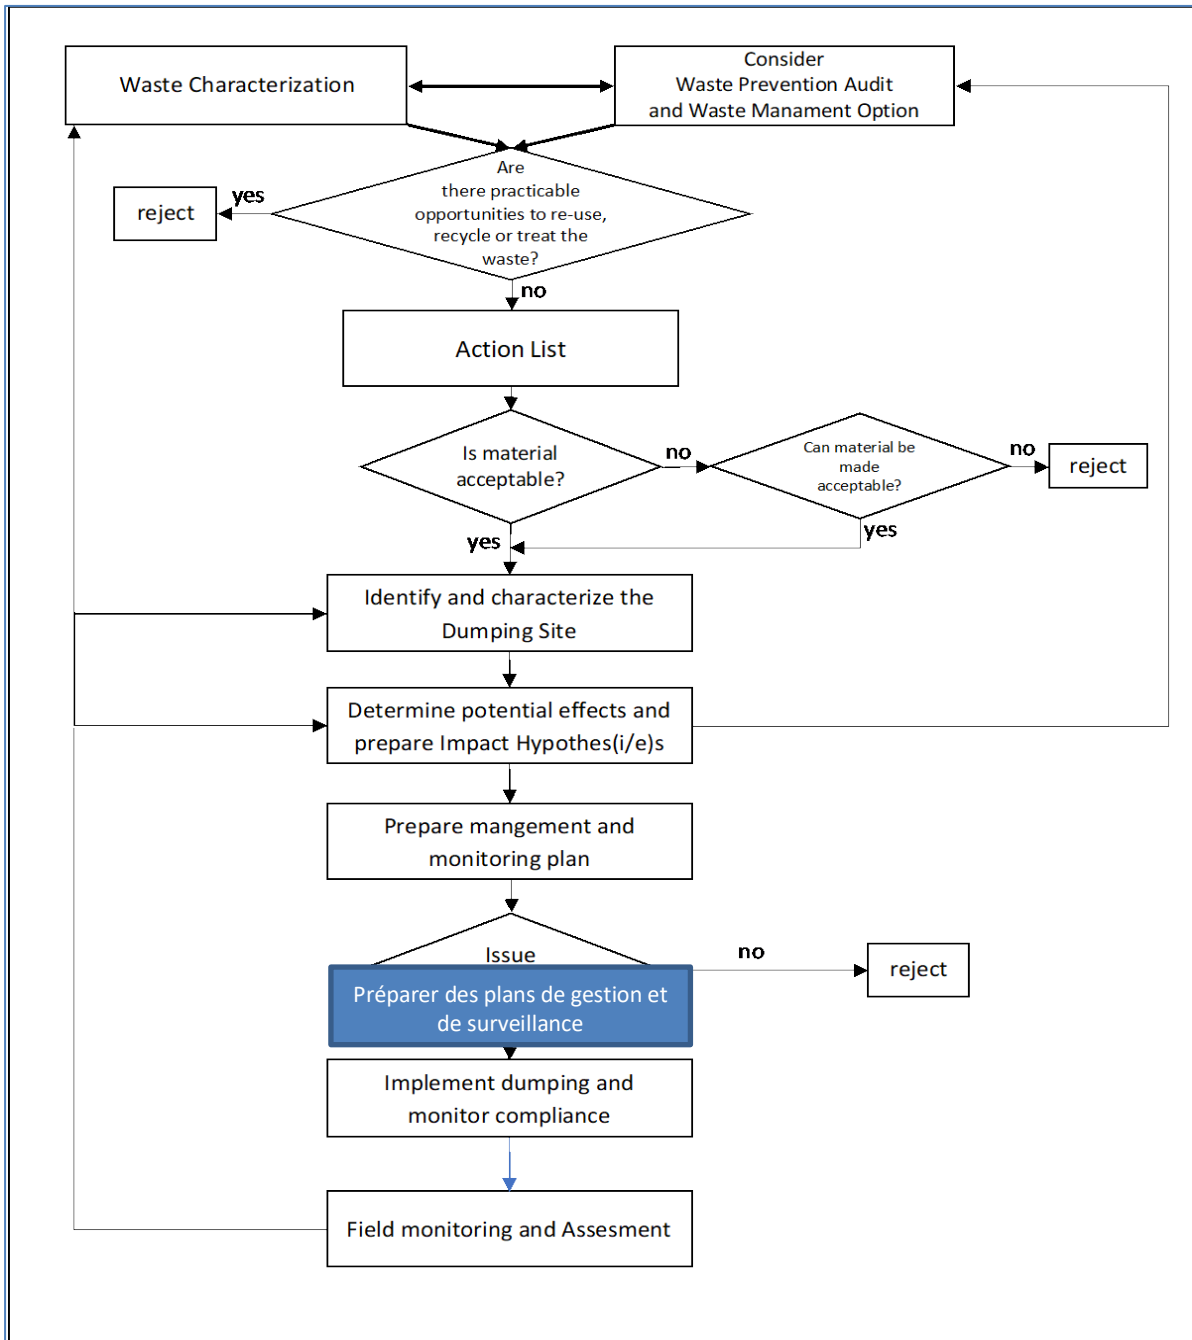 Waste Characterization
Consider
Waste Prevention Audit
and Waste Manament Option
Are
there practicable
opportunities to re-use,
recycle or treat the
waste?
yes
reject
no
Action List
Is material
acceptable?
no
Can material be
made
acceptable?
no
reject
yes
yes
Identify and characterize the
Dumping Site
Determine potential effects and
prepare Impact Hypothes(i/e)s
Prepare mangement and
monitoring plan
Issue
no
reject
Préparer des plans de gestion et
de surveillance
Implement dumping and
monitor compliance
Field monitoring and Assesment